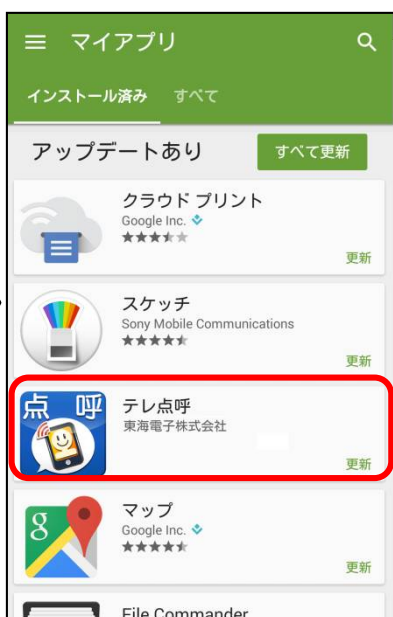 マイアプリ
インストール済み すべて
アップデートあり すべて更新
クラウド プリント
Google Inc.
更新
スケッチ
Sony Mobile Communications
更新
点 呼
テレ点呼
東海電子株式会社
更新
g
マップ
Google Inc.
更新
File Commander